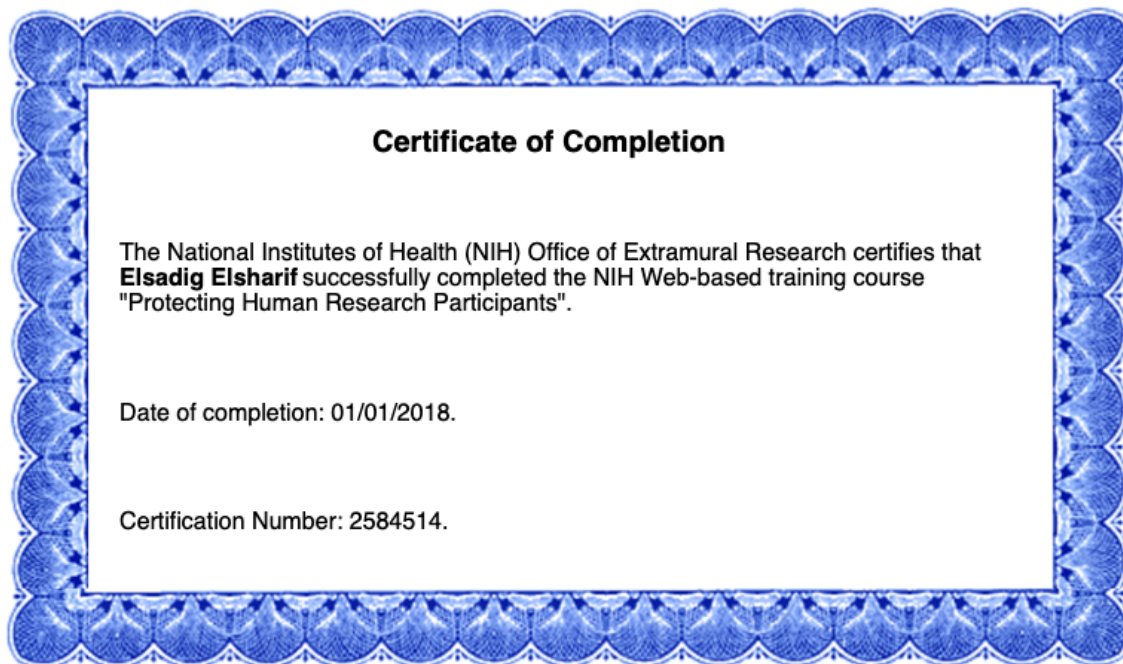 Certificate of Completion
The National Institutes of Health (NIH) Office of Extramural Research certifies that
Elsadig Elsharif successfully completed the NIH Web-based training course
"Protecting Human Research Participants".
Date of completion: 01/01/2018.
Certification Number: 2584514.